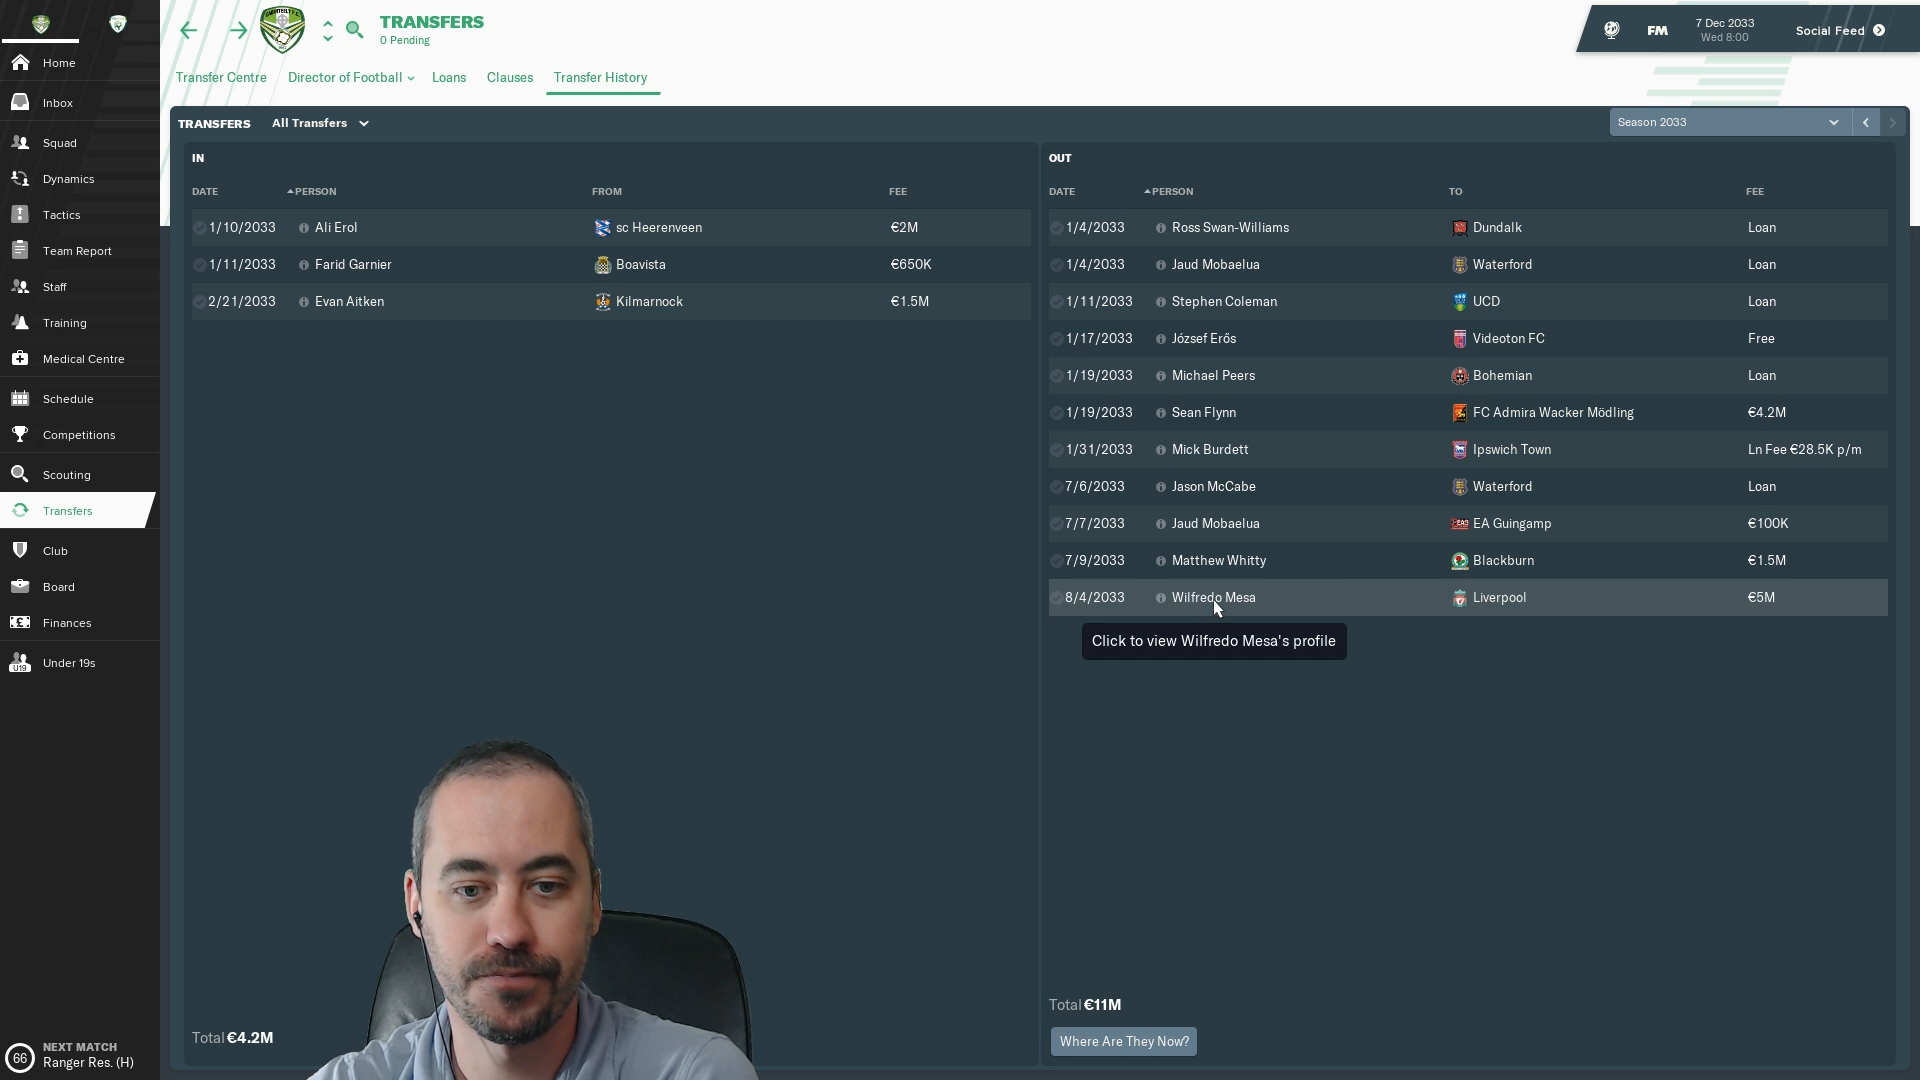 TRANSFERS
0 Pending
7 Dec 2033
Wed 8:00
FM
Social Feed
Home
Inbox
Squad
Dynamics
Tactics
Team Report
Staff
Training
Medical Centre
Schedule
Competitions
Scouting
Transfers
Club
Board
Finances
U19
Under 19s
66
NEXT MATCH
Ranger Res. (H)
Transfer Centre
Director of Football
Loans
Clauses
Transfer History
TRANSFERS
All Transfers
Season 2033
IN
DATE PERSON FROM FEE
1/10/2033 Ali Erol sc Heerenveen €2M
1/11/2033 Farid Garnier Boavista €650K
2/21/2033 Evan Aitken Kilmarnock €1.5M
Total €4.2M
OUT
DATE PERSON TO FEE
1/4/2033 Ross Swan-Williams Dundalk Loan
1/4/2033 Jaud Mobaelua Waterford Loan
1/11/2033 Stephen Coleman UCD Loan
1/17/2033 József Erős Videoton FC Free
1/19/2033 Michael Peers Bohemian Loan
1/19/2033 Sean Flynn FC Admira Wacker Mödling €4.2M
1/31/2033 Mick Burdett Ipswich Town Ln Fee €28.5K p/m
7/6/2033 Jason McCabe Waterford Loan
7/7/2033 Jaud Mobaelua EA Guingamp €100K
7/9/2033 Matthew Whitty Blackburn €1.5M
8/4/2033 Wilfredo Mesa Liverpool €5M
Click to view Wilfredo Mesa's profile
Total €11M
Where Are They Now?